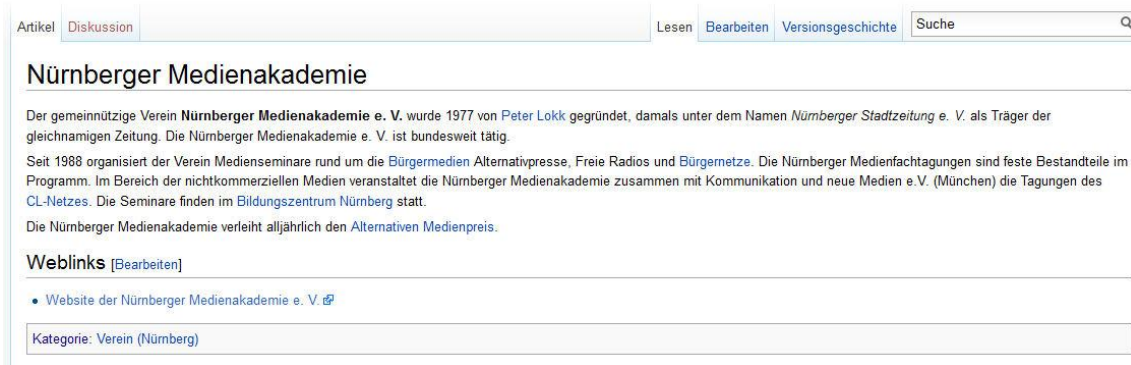 Artikel Diskussion Lesen Bearbeiten Versionsgeschichte Suche
Nürnberger Medienakademie
Der gemeinnützige Verein Nürnberger Medienakademie e. V. wurde 1977 von Peter Lokk gegründet, damals unter dem Namen Nürnberger Stadtzeitung e. V. als Träger der
gleichnamigen Zeitung. Die Nürnberger Medienakademie e. V. ist bundesweit tätig.
Seit 1988 organisiert der Verein Medienseminare rund um die Bürgermedien Alternativpresse, Freie Radios und Bürgernetze. Die Nürnberger Medienfachtagungen sind feste Bestandteile im
Programm. Im Bereich der nichtkommerziellen Medien veranstaltet die Nürnberger Medienakademie zusammen mit Kommunikation und neue Medien e.V. (München) die Tagungen des
CL-Netzes. Die Seminare finden im Bildungszentrum Nürnberg statt.
Die Nürnberger Medienakademie verleiht alljährlich den Alternativen Medienpreis.
Weblinks [Bearbeiten]
• Website der Nürnberger Medienakademie e. V.
Kategorie: Verein (Nürnberg)